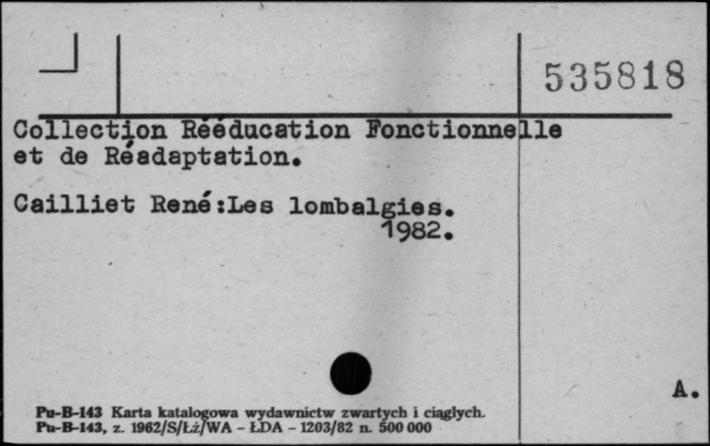 535818
Collection Rééducation Fonctionnelle
et de Réadaptation.
Cailliet René:Les lombalgies.
1982.
A.
Pu-B-143 Karta katalogowa wydawnictw zwartych i ciągłych.
Pu-B-143, z. 1962/S/Łź/WA - ŁDA - 1203/82 n. 500 000